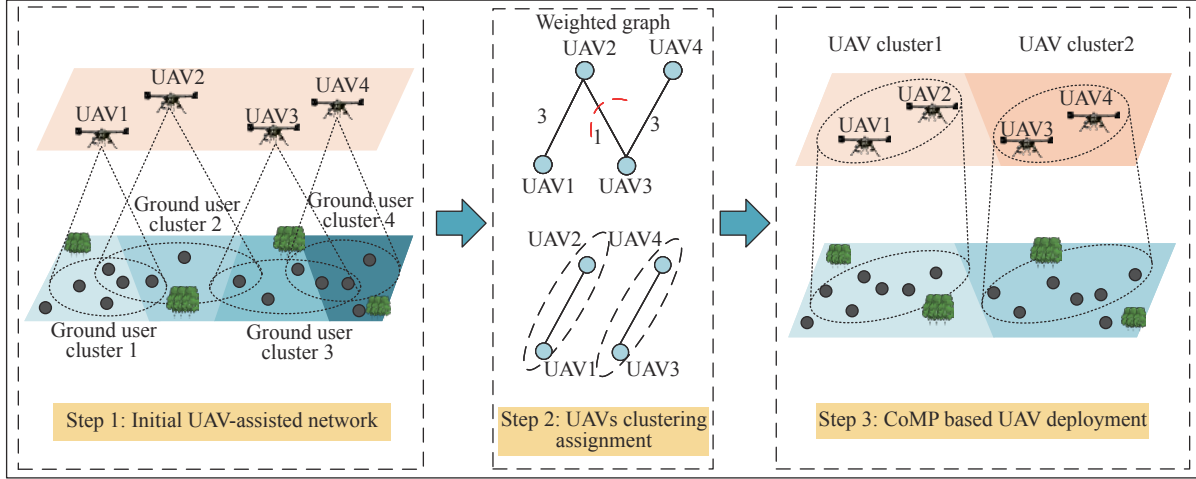 UAV1
UAV2
UAV3
UAV4
Ground user
cluster 2
Ground user
cluster 4
Ground user
cluster 1
Ground user
cluster 3
Step 1: Initial UAV-assisted network
Weighted graph
UAV2
UAV4
3
1
3
UAV1
UAV3
UAV2
UAV4
UAV1
UAV3
Step 2: UAVs clustering
assignment
UAV cluster1
UAV cluster2
UAV2
UAV1
UAV4
UAV3
Step 3: CoMP based UAV deployment